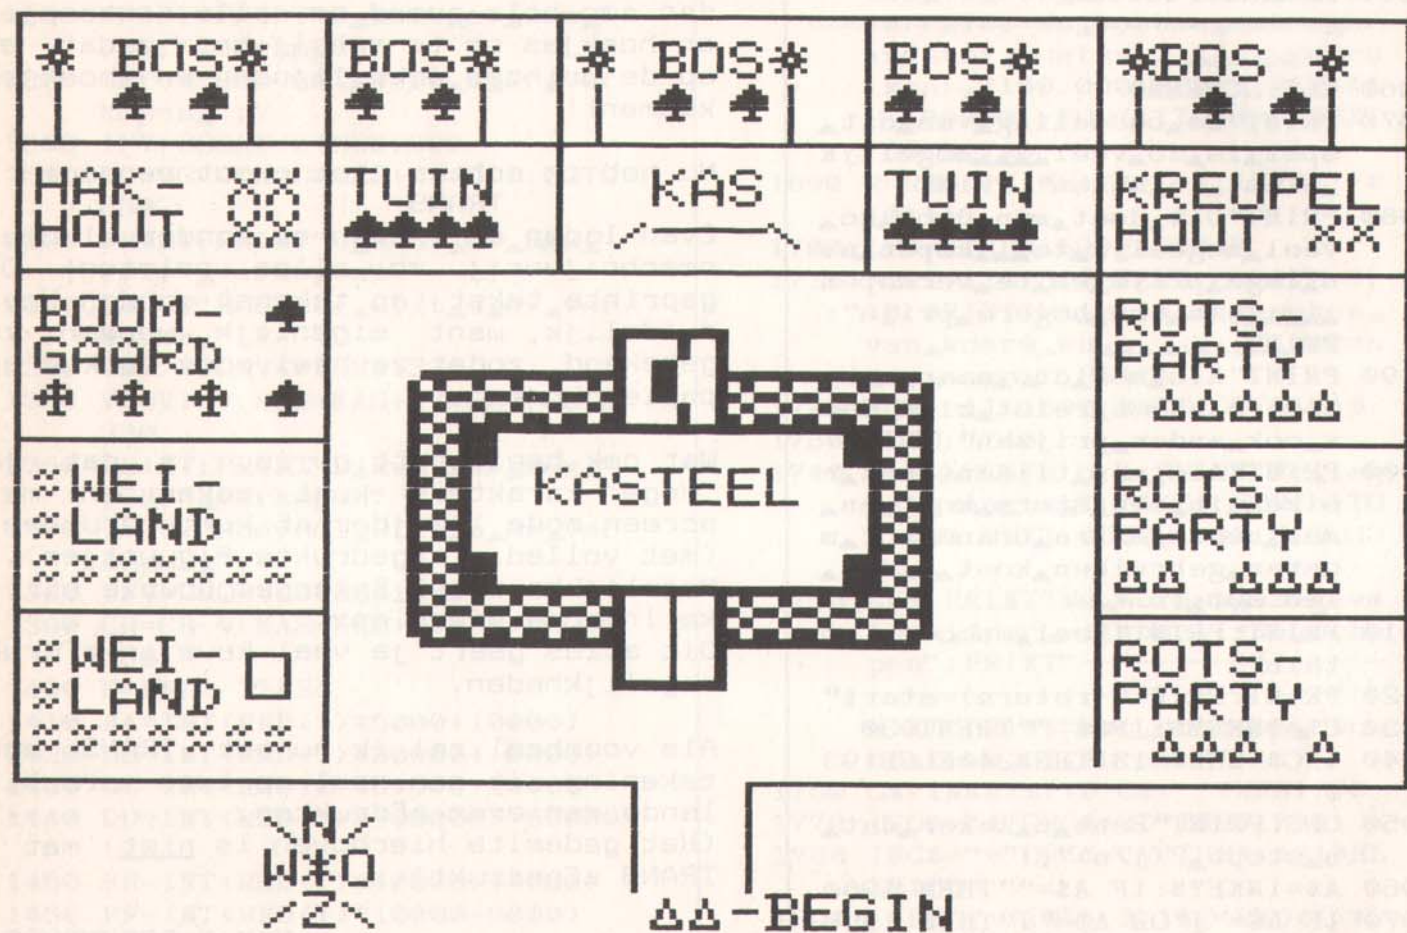 * BOS*
BOS*
* BOS*
BOS*
*BOS *
HAK-
HOUT
TUIN
KAS
TUIN
KREUPEL
HOUT
BOOM-
GAARD
ROTS
PARTY
KASTEEL
WEI-
LAND
ROTS
PARTY
WEI-
LAND
ROTS
PARTY
N
W*O
Z
-BEGIN